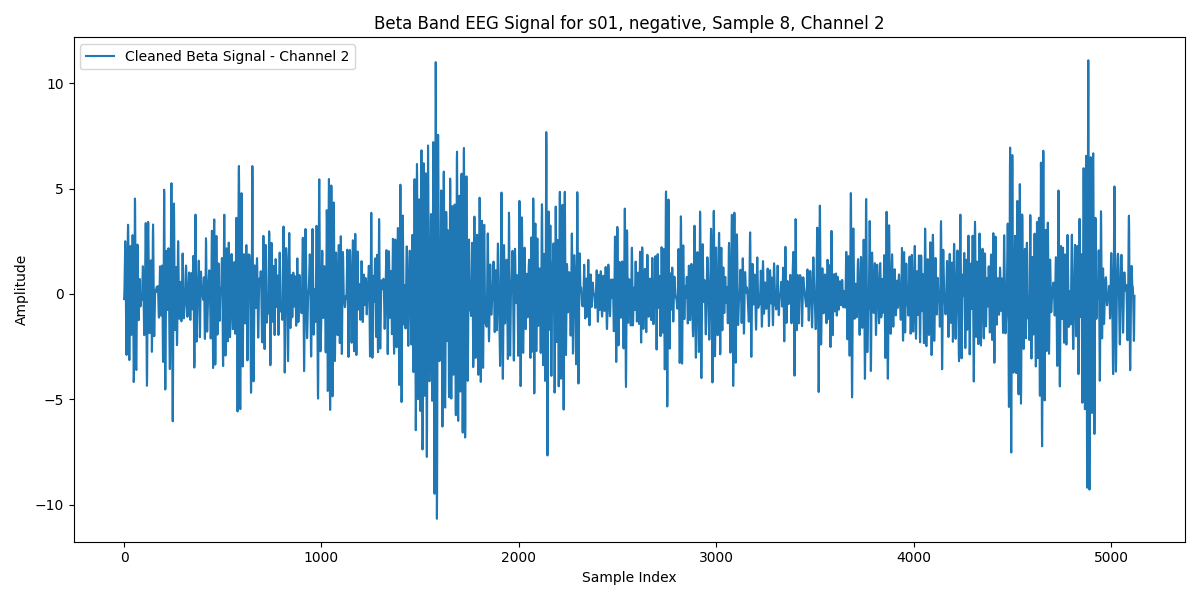 Beta Band EEG Signal for s01, negative, Sample 8, Channel 2
Cleaned Beta Signal - Channel 2
Amplitude
10
5
0
−5
−10
0 1000 2000 3000 4000 5000
Sample Index